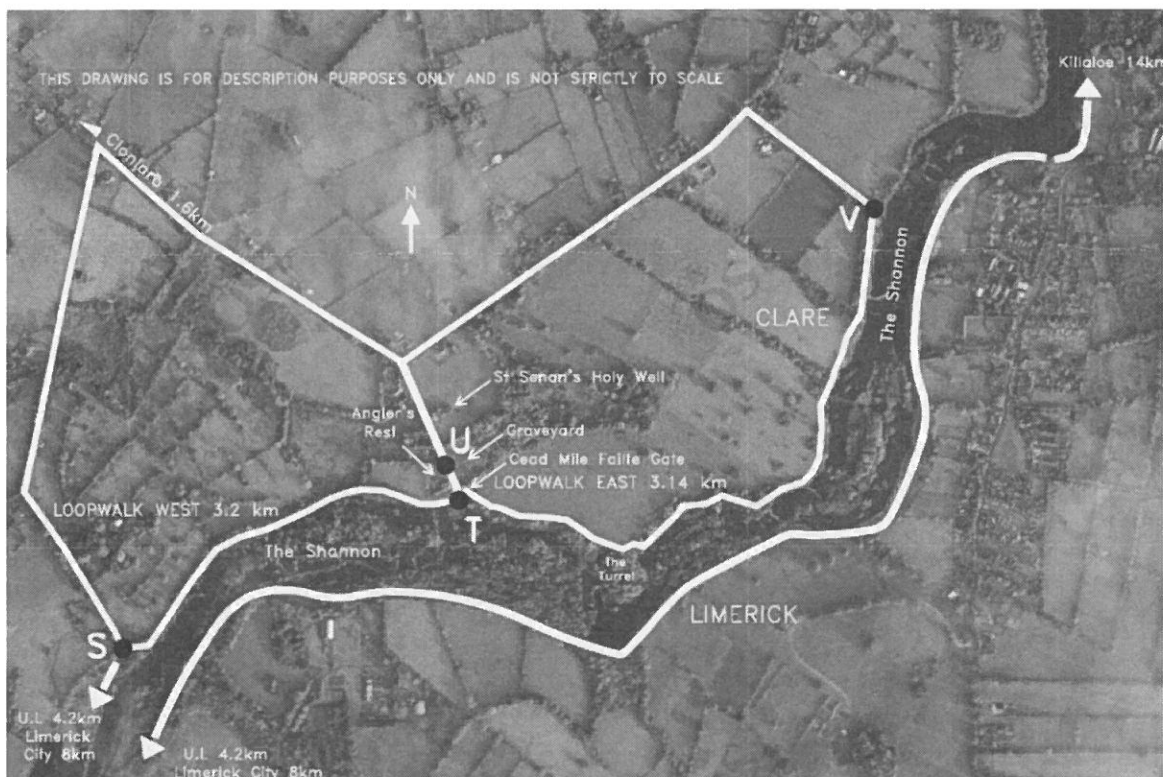 THIS DRAWING IS FOR DESCRIPTION PURPOSES ONLY AND IS NOT STRICTLY TO SCALE
Killaloe 14km
Clonlara 1.6km
N
V
The Shannon
CLARE
St Senan's Holy Well
Angler's
Rest
U
Graveyard
Cead Mile Failte Gate
LOOPWALK EAST 3.14 km
LOOPWALK WEST 3.2 km
T
The Shannon
The
Turret
LIMERICK
S
U.L 4.2km
Limerick
City 8km
U.L 4.2km
Limerick City 8km